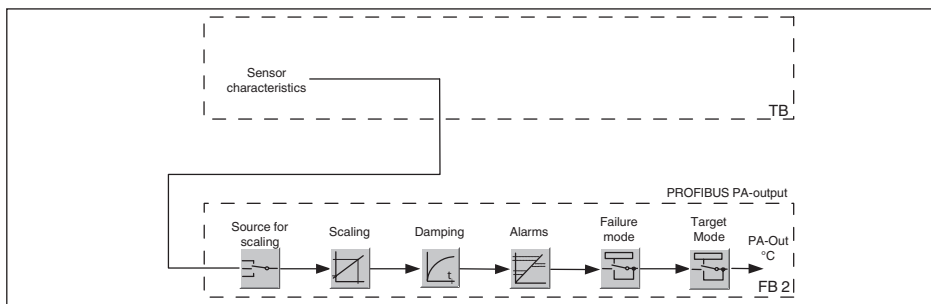 Sensor
characteristics
TB
PROFIBUS PA-output
Source for
scaling
Scaling
Damping
Alarms
Failure
mode
Target
Mode
PA-Out
°C
t
FB 2